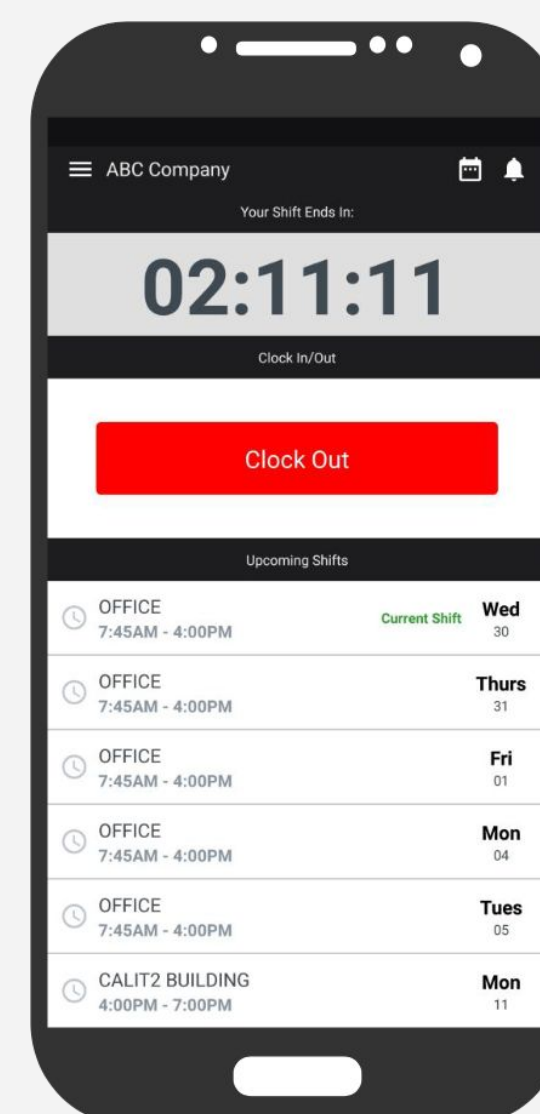 ABC Company
Your Shift Ends In:
02:11:11
Clock In/Out
Clock Out
Upcoming Shifts
OFFICE
7:45AM - 4:00PM
Current Shift
Wed
30
OFFICE
7:45AM - 4:00PM
Thurs
31
OFFICE
7:45AM - 4:00PM
Fri
01
OFFICE
7:45AM - 4:00PM
Mon
04
OFFICE
7:45AM - 4:00PM
Tues
05
CALIT2 BUILDING
4:00PM - 7:00PM
Mon
11